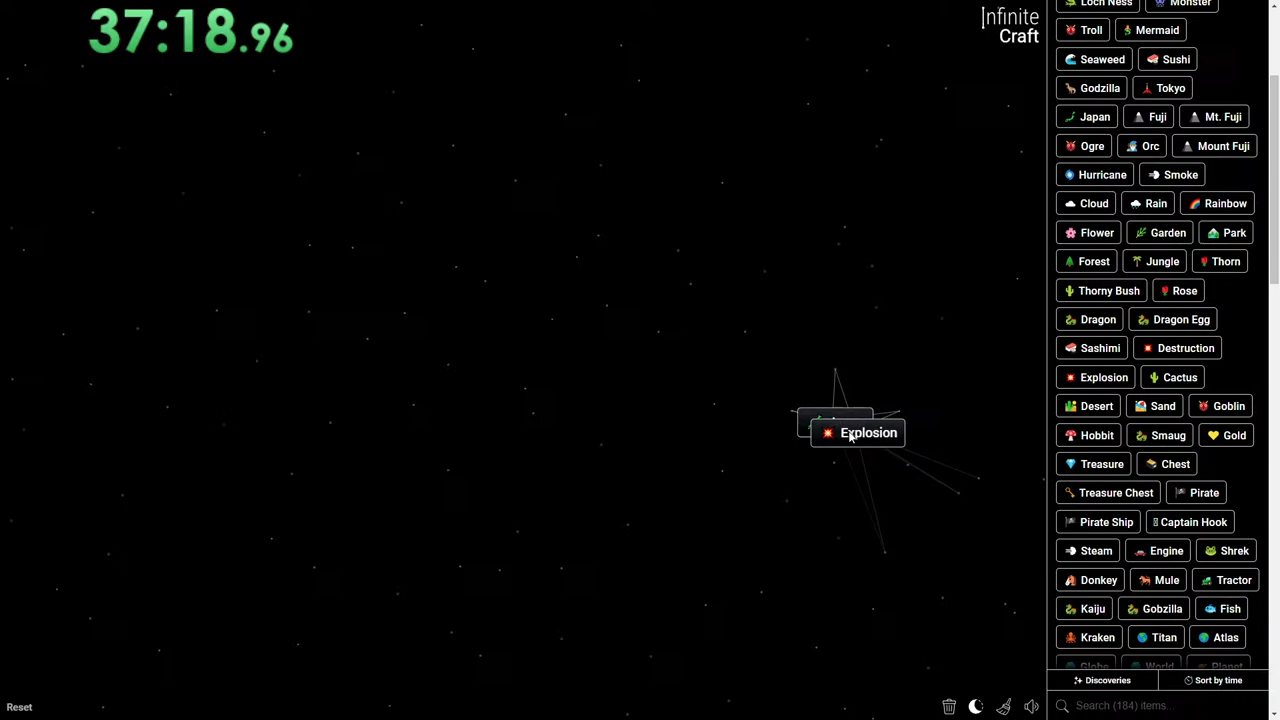 37:18.96
Infinite
Craft
Explosion
Loch Ness Monster
Troll Mermaid
Seaweed Sushi
Godzilla Tokyo
Japan Fuji Mt. Fuji
Ogre Orc Mount Fuji
Hurricane Smoke
Cloud Rain Rainbow
Flower Garden Park
Forest Jungle Thorn
Thorny Bush Rose
Dragon Dragon Egg
Sashimi Destruction
Explosion Cactus
Desert Sand Goblin
Hobbit Smaug Gold
Treasure Chest
Treasure Chest Pirate
Pirate Ship Captain Hook
Steam Engine Shrek
Donkey Mule Tractor
Kaiju Gobzilla Fish
Kraken Titan Atlas
Globe World Planet
Discoveries Sort by time
Search (184) items...
Reset